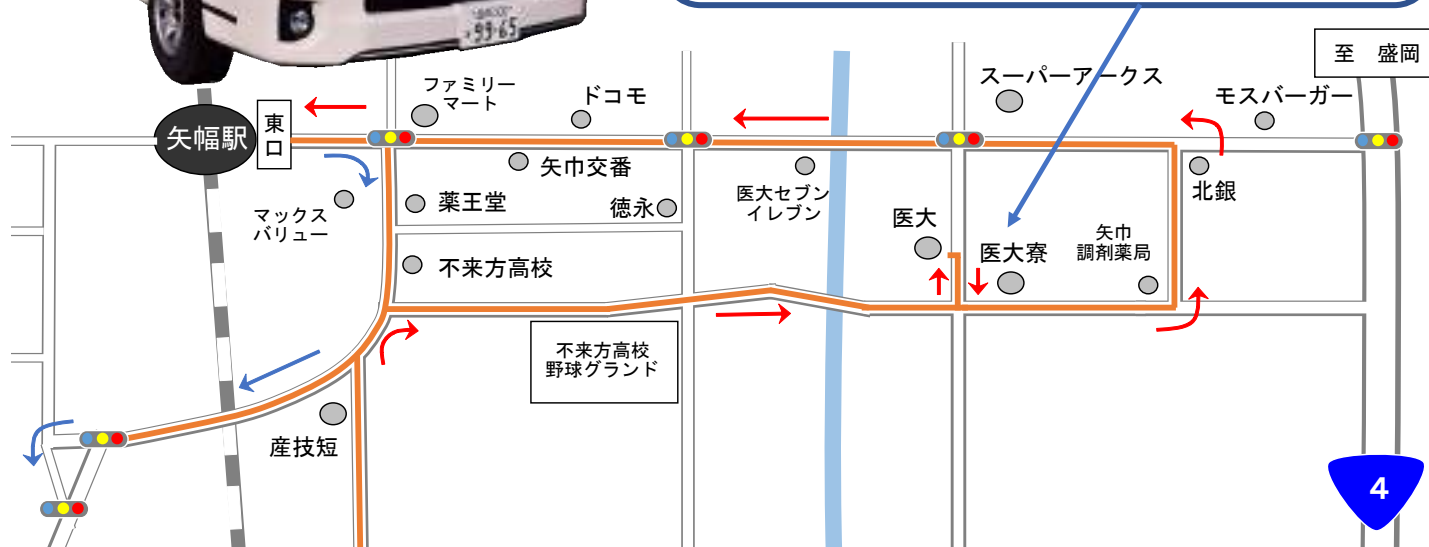 99-65
至 盛岡
スーパーアークス
ファミリー
マート
ドコモ
モスバーガー
矢幅駅
東
口
矢巾交番
医大セブン
イレブン
北銀
マックス
バリュー
薬王堂
徳永
医大
矢巾
調剤薬局
医大寮
不来方高校
不来方高校
野球グランド
産技短
4